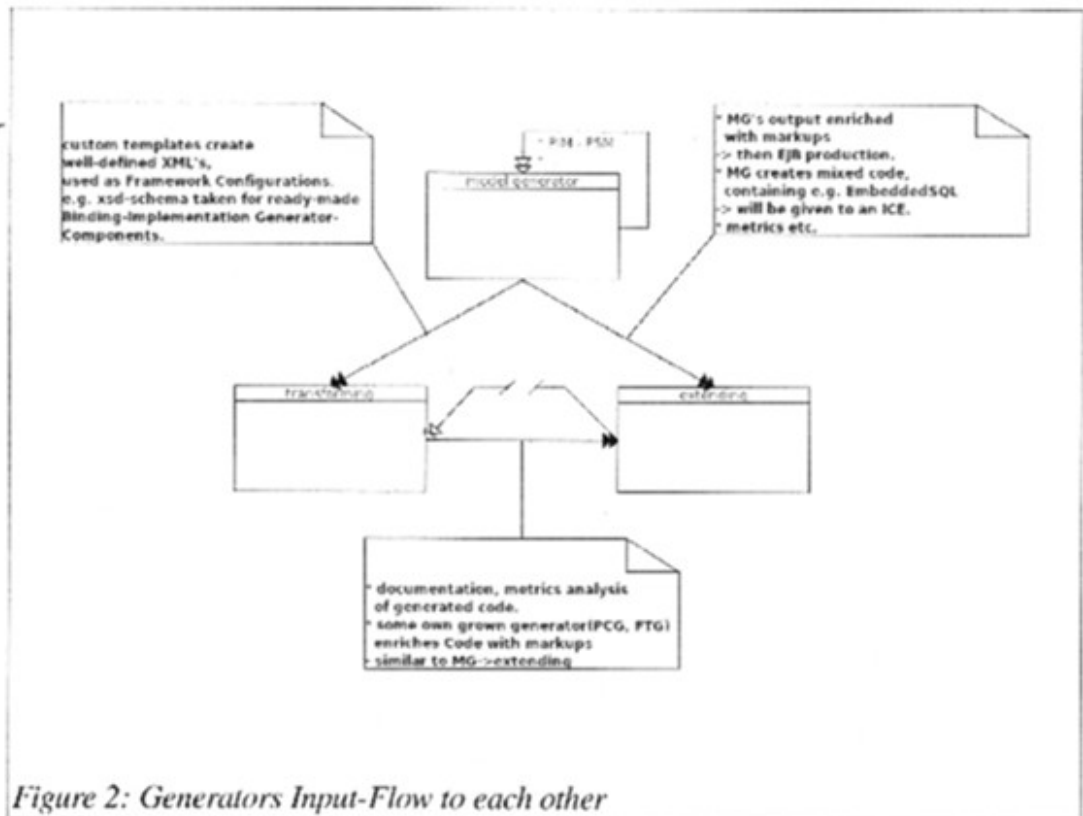 custom templates create
well-defined XML's,
used as Framework Configurations.
e.g. xsd-schema taken for ready-made
Binding-Implementation Generator-
Components.
* PIM - PSM
*
model generator
* MG's output enriched
with markups
-> then EJB production.
* MG creates mixed code,
containing e.g. EmbeddedSQL
-> will be given to an ICE.
* metrics etc.
transforming
extending
* documentation, metrics analysis
of generated code.
* some own grown generator(PCG, FTG)
enriches Code with markups
* similar to MG->extending
Figure 2: Generators Input-Flow to each other